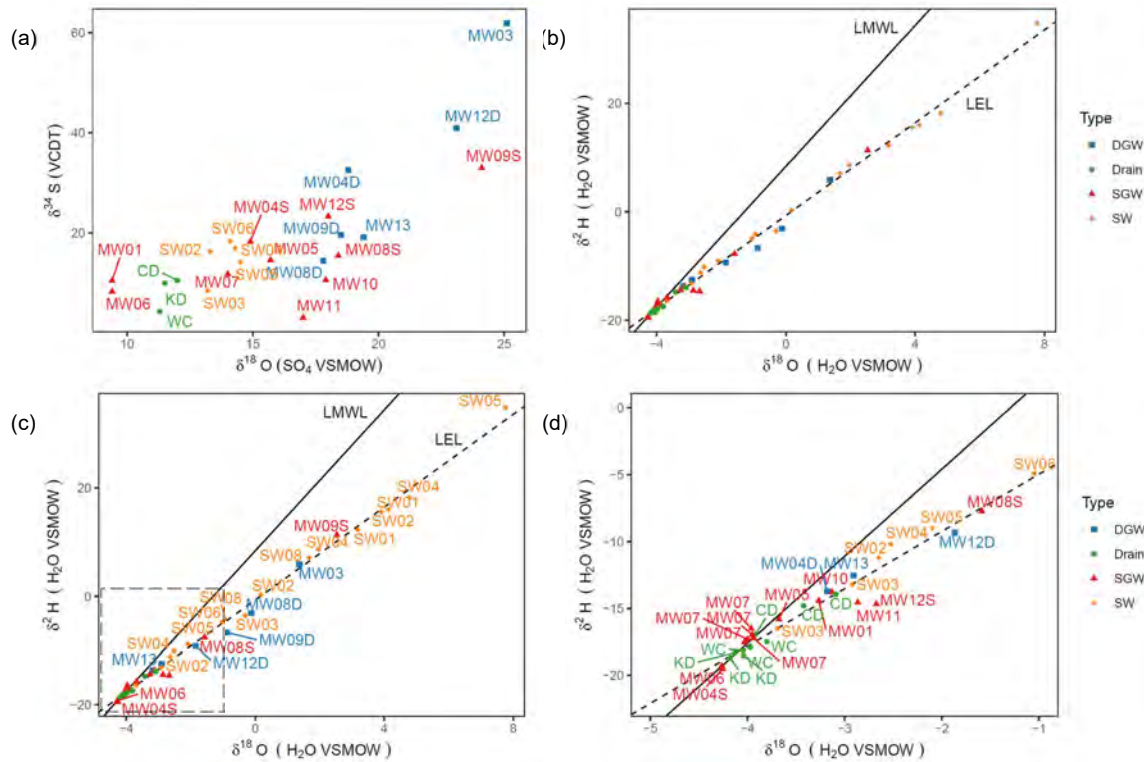 (a)
60
40
20
δ³⁴ S (VCDT)
MW03
MW12D
MW09S
MW04D
MW04S
MW12S
SW06
MW09D
MW13
SW02
MW05
MW08S
MW01
MW08D
CD
MW07
MW10
MW06
KD
SW03
MW11
WC
10
15
20
25
δ¹⁸ O (SO₄ VSMOW)
(b)
LMWL
LEL
20
0
−20
δ² H ( H₂O VSMOW)
−4
0
4
8
δ¹⁸ O ( H₂O VSMOW)
Type
DGW
Drain
SGW
SW
(c)
LMWL
SW05
LEL
20
0
−20
δ² H ( H₂O VSMOW)
SW04
SW01
MW09S
SW02
SW08
SW04
SW01
MW03
SW08
SW02
MW08D
SW06
SW03
SW05
MW09D
SW04
MW08S
MW13
SW02
MW12D
MW06
MW04S
−4
0
4
8
δ¹⁸ O ( H₂O VSMOW)
(d)
0
−5
−10
−15
−20
δ² H ( H₂O VSMOW)
SW06
MW08S
SW05
SW04
SW02
MW12D
MW04D
MW13
MW10
SW03
MW05
CD
MW12S
MW07
CD
MW07
CD
MW11
MW07
SW03
MW01
MW07
WC
WC
KD
WC
KD
KD
MW06
MW04S
−5
−4
−3
−2
−1
δ¹⁸ O ( H₂O VSMOW)
Type
DGW
Drain
SGW
SW